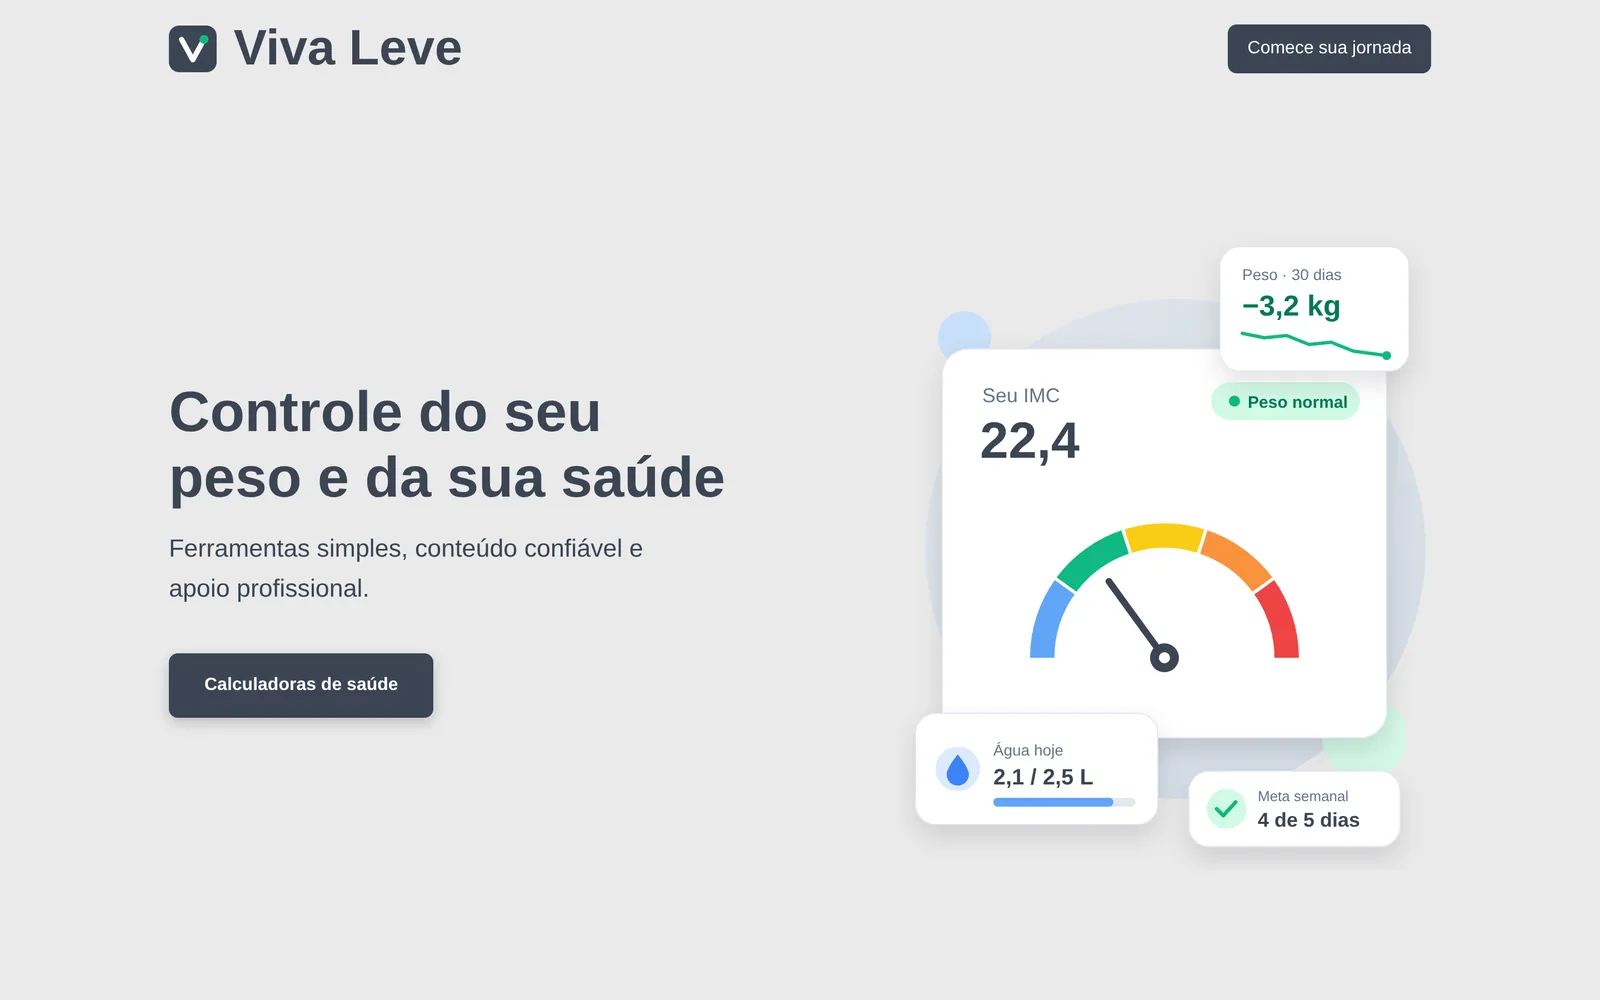 Viva Leve
Comece sua jornada
Controle do seu
peso e da sua saúde
Ferramentas simples, conteúdo confiável e
apoio profissional.
Calculadoras de saúde
Peso · 30 dias
−3,2 kg
Seu IMC
Peso normal
22,4
Água hoje
2,1 / 2,5 L
Meta semanal
4 de 5 dias